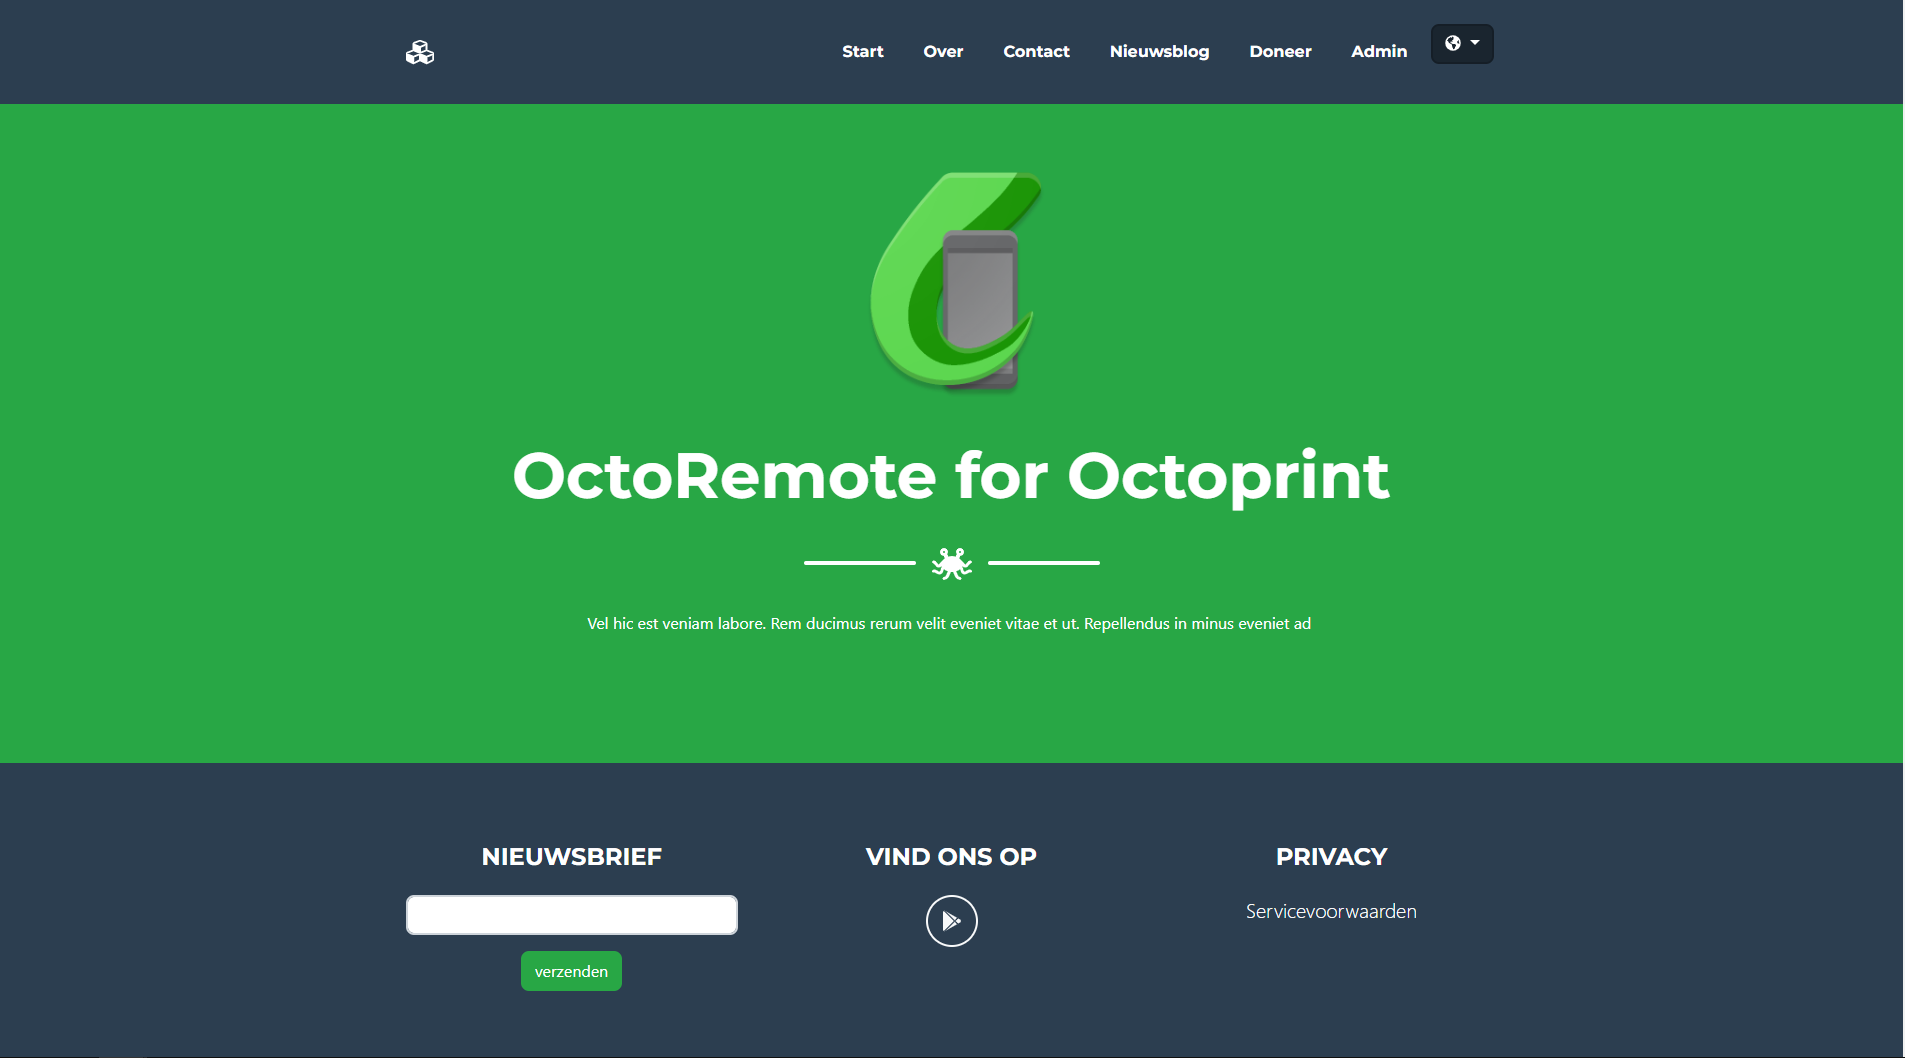 Start Over Contact Nieuwsblog Doneer Admin
OctoRemote for Octoprint
Vel hic est veniam labore. Rem ducimus rerum velit eveniet vitae et ut. Repellendus in minus eveniet ad
NIEUWSBRIEF
verzenden
VIND ONS OP
PRIVACY
Servicevoorwaarden